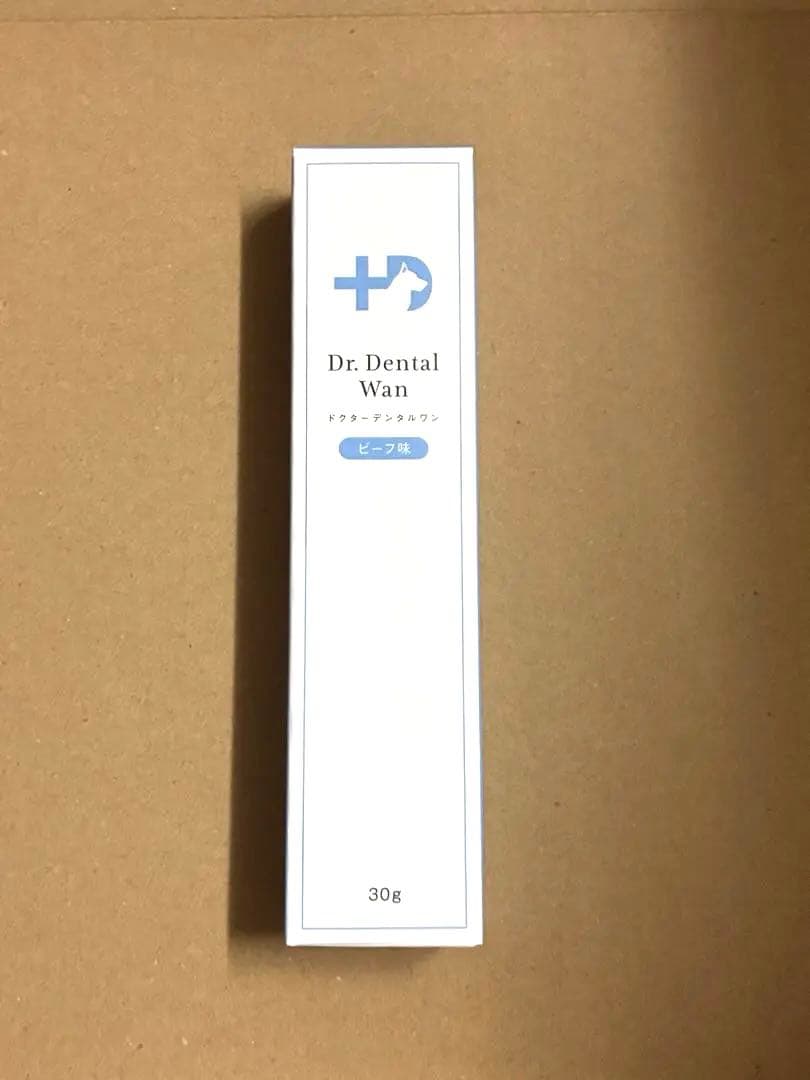 Dr. Dental
Wan
ドクターデンタルワン
ビーフ味
30g